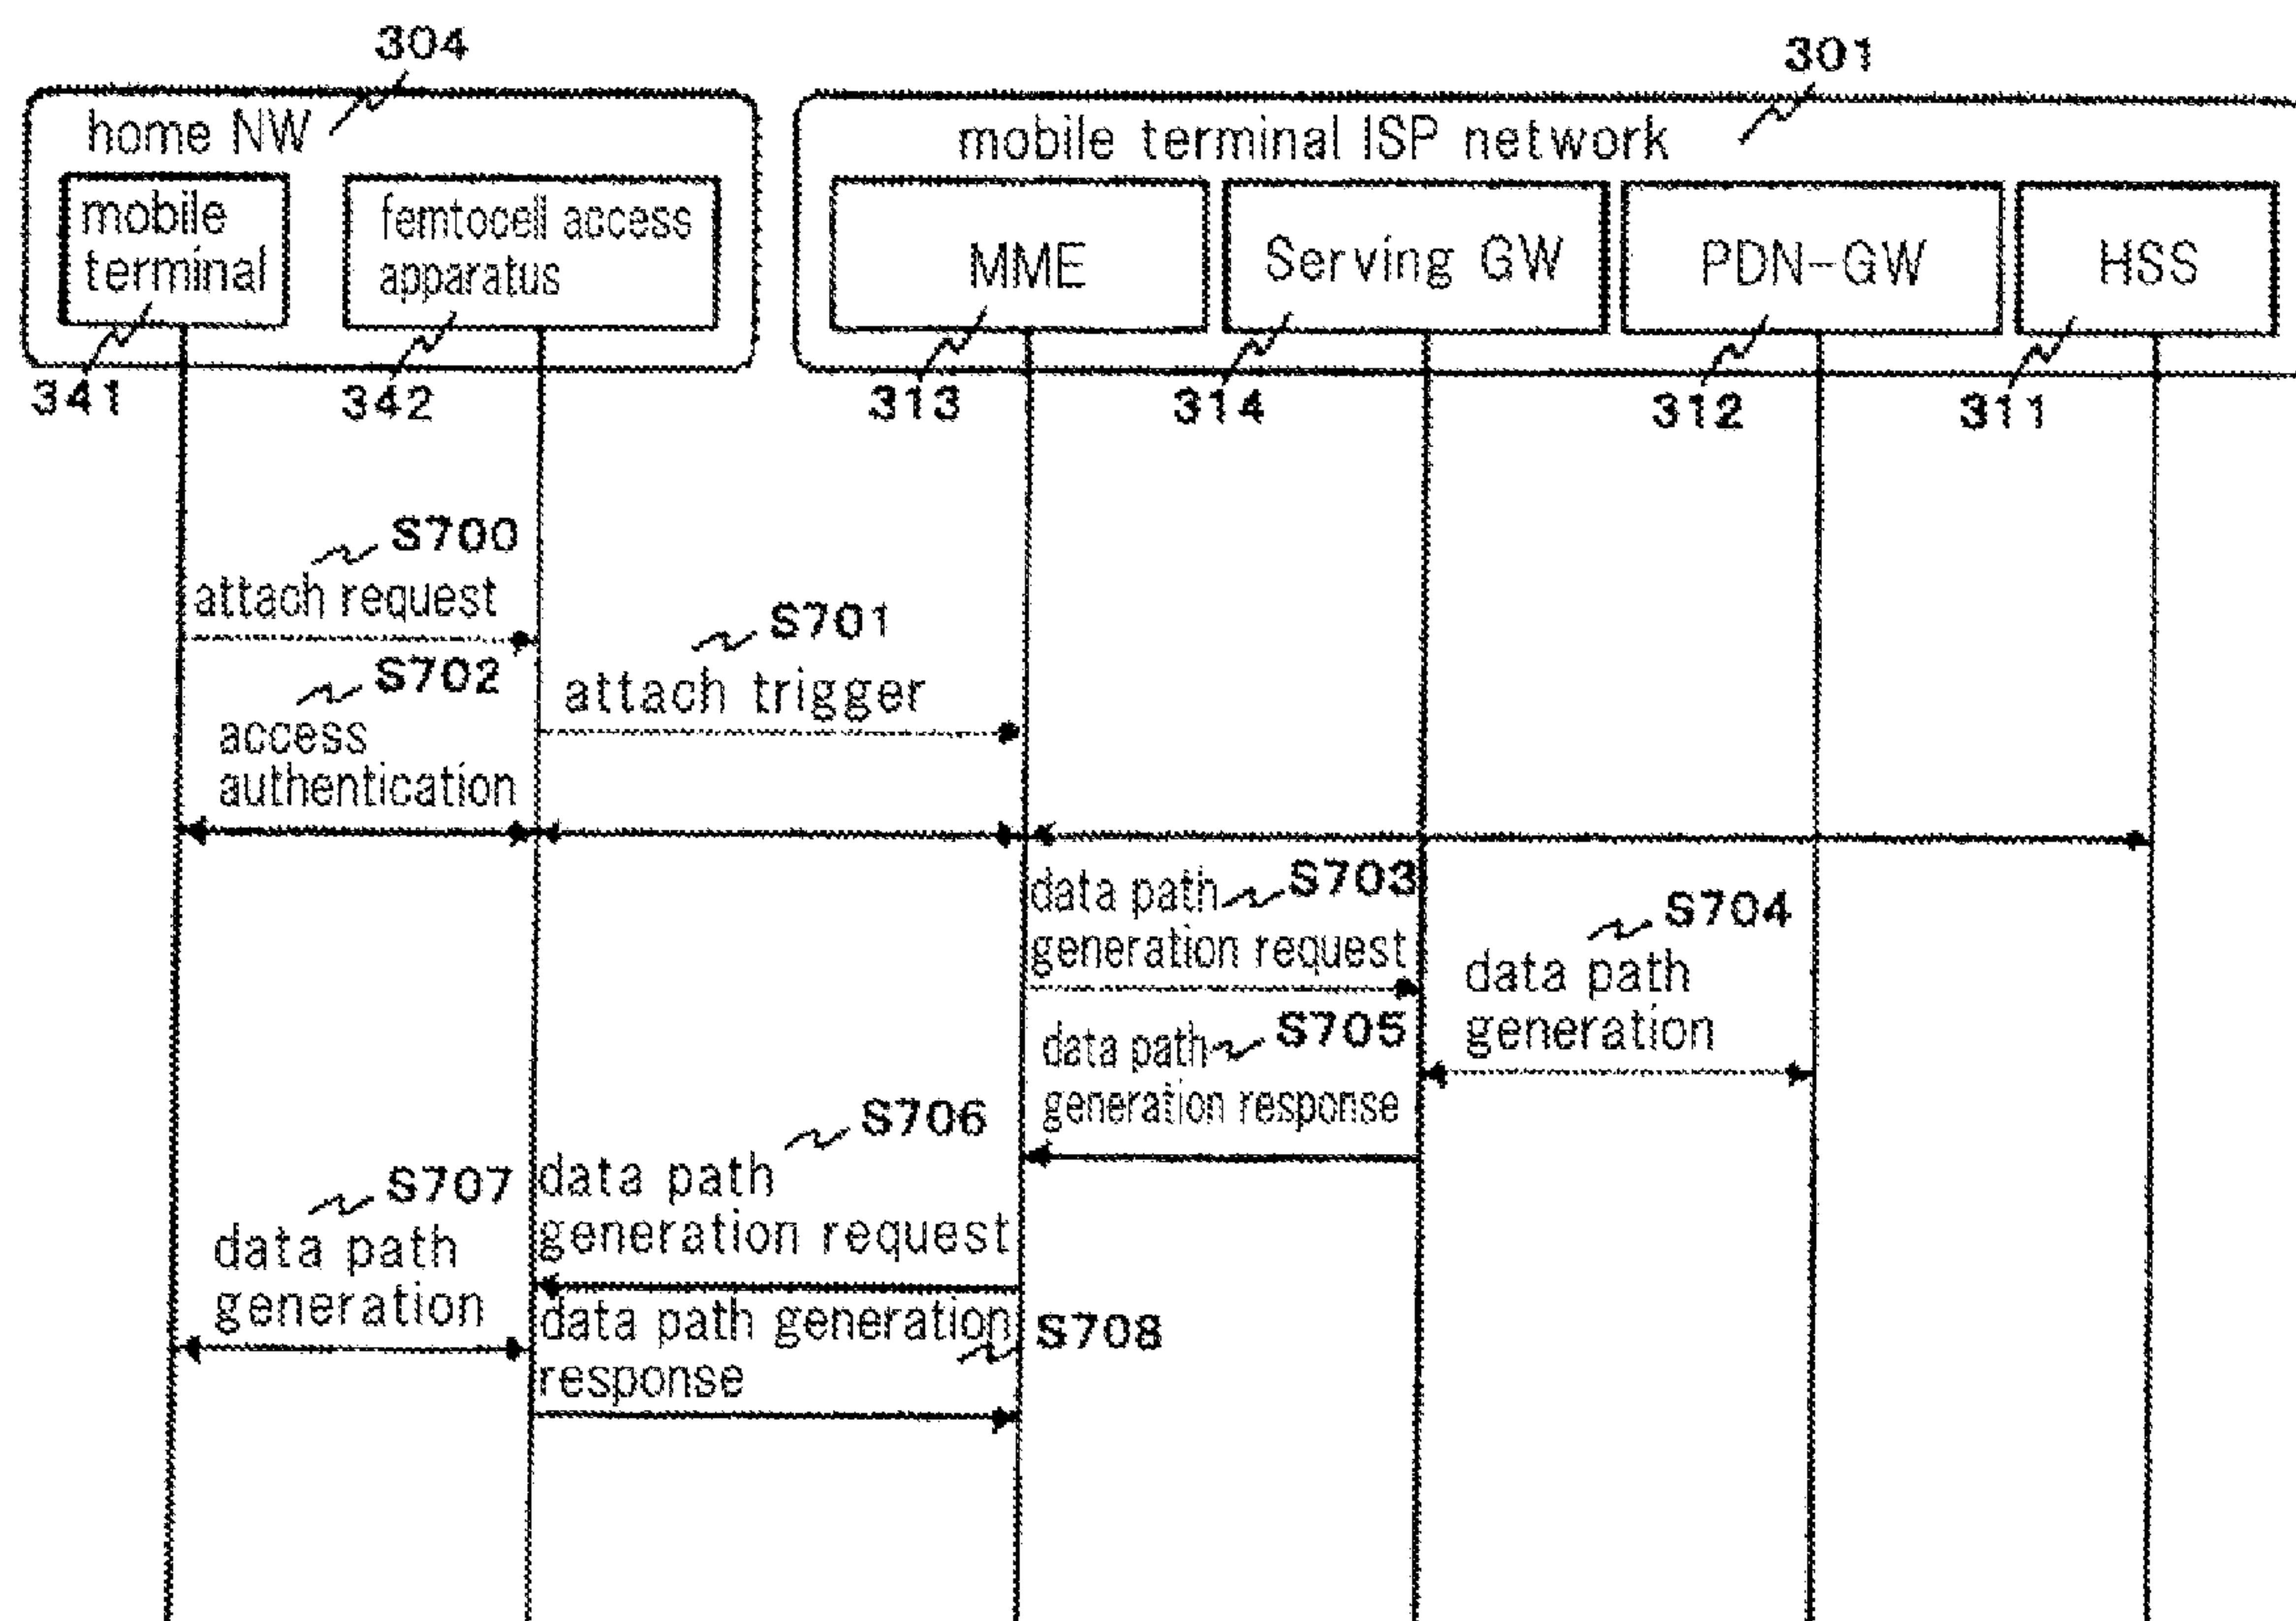 304
301
home NW
mobile terminal ISP network
mobile
terminal
femtocell access
apparatus
MME
Serving GW
PDN-GW
HSS
341
342
313
314
312
311
S700
attach request
S701
attach trigger
S702
access
authentication
data path
S703
generation request
S704
data path
generation
data path
S705
generation response
S706
data path
generation request
S707
data path
generation
data path generation
S708
response